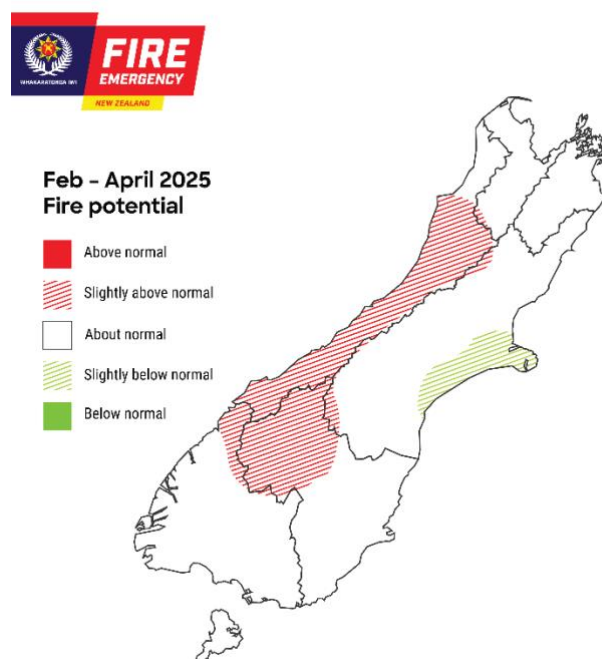 WHAKARATONGA IWI
FIRE
EMERGENCY
NEW ZEALAND
Feb – April 2025
Fire potential
Above normal
Slightly above normal
About normal
Slightly below normal
Below normal